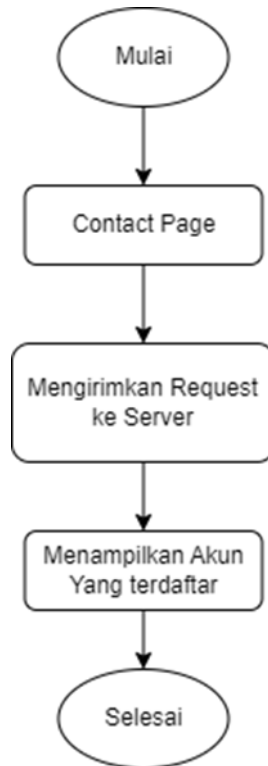 Mulai
Contact Page
Mengirimkan Request
ke Server
Menampilkan Akun
Yang terdaftar
Selesai